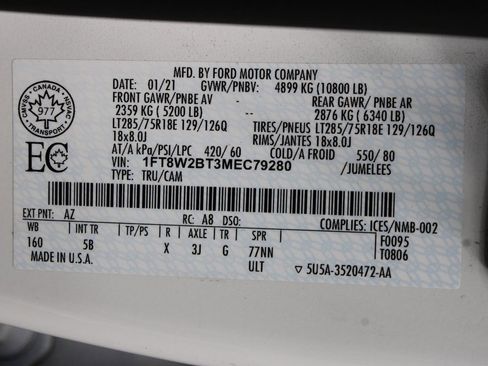 MFD. BY FORD MOTOR COMPANY
DATE: 01/21 GVWR/PNBV: 4899 KG (10800 LB)
FRONT GAWR/PNBE AV REAR GAWR/ PNBE AR
2359 KG ( 5200 LB) 2876 KG ( 6340 LB)
LT285/75R18E 129/126Q TIRES/PNEUS LT285/75R18E 129/126Q
18x8.0J RIMS/JANTES 18x8.0J
AT/A kPa/PSI/LPC 420/ 60 COLD/A FROID 550/ 80
VIN: 1FT8W2BT3MEC79280 /JUMELEES
TYPE: TRU/CAM
CANADA
CMVSS NSVAC
977
TRANSPORT
EC
EXT PNT: AZ RC: A8 DSO: COMPLIES: ICES/NMB-002
WB INT TR TP/PS R AXLE TR SPR F0095
160 5B X 3J G 77NN T0806
MADE IN U.S.A. ULT ▽ 5U5A-3520472-AA